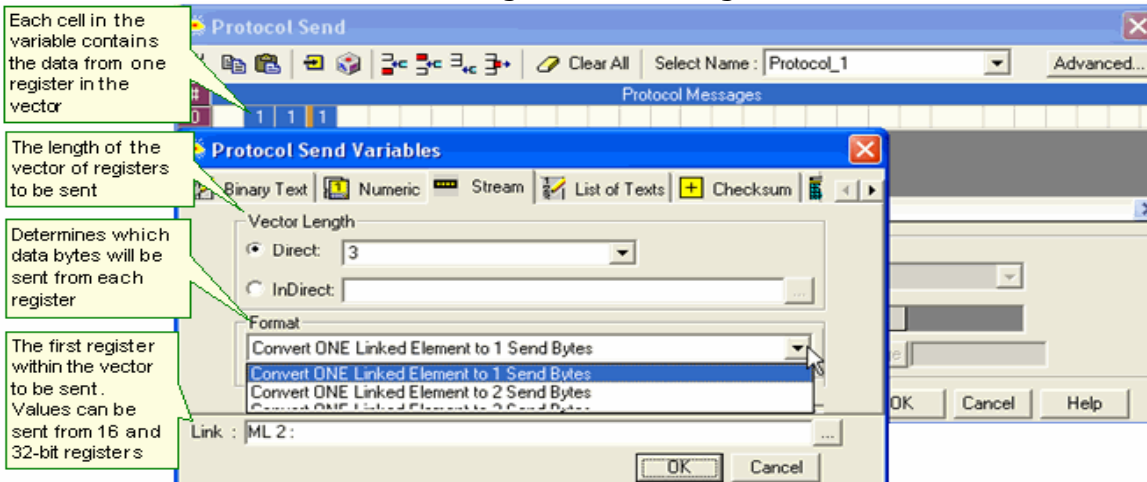 Each cell in the
variable contains
the data from one
register in the
vector
The length of the
vector of registers
to be sent
Determines which
data bytes will be
sent from each
register
The first register
within the vector
to be sent.
Values can be
sent from 16 and
32-bit registers
Protocol Send
Clear All Select Name : Protocol_1 Advanced...
# Protocol Messages
0 1 1 1
Protocol Send Variables
Binary Text Numeric Stream List of Texts Checksum
Vector Length
Direct: 3
InDirect: ...
Format
Convert ONE Linked Element to 1 Send Bytes
Convert ONE Linked Element to 1 Send Bytes
Convert ONE Linked Element to 2 Send Bytes
Link : ML 2 : ...
OK Cancel
OK Cancel Help